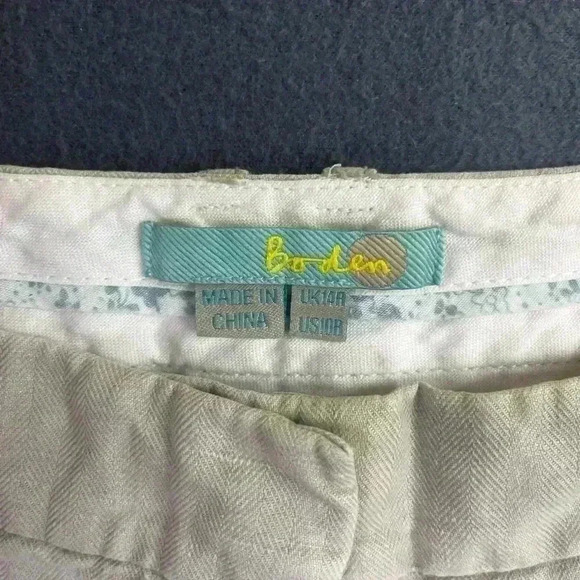 boden
MADE IN
CHINA
UK14R
US10R